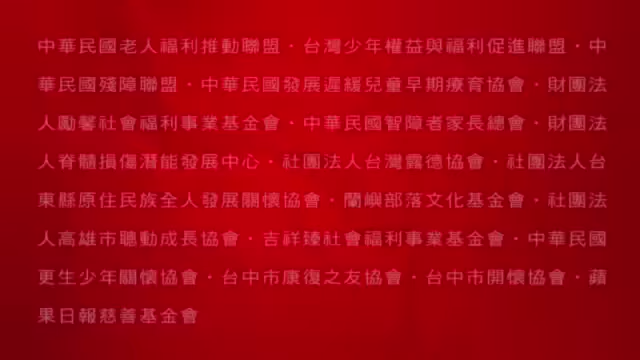 中華民國老人福利推動聯盟・台灣少年權益與福利促進聯盟・中
華民國殘障聯盟・中華民國發展遲緩兒童早期療育協會・財團法
人勵馨社會福利事業基金會・中華民國智障者家長總會・財團法
人脊髓損傷潛能發展中心・社團法人台灣露德協會・社團法人台
東縣原住民族全人發展關懷協會・蘭嶼部落文化基金會・社團法
人高雄市聰動成長協會・吉祥臻社會福利事業基金會・中華民國
更生少年關懷協會・台中市康復之友協會・台中市開懷協會・蘋
果日報慈善基金會